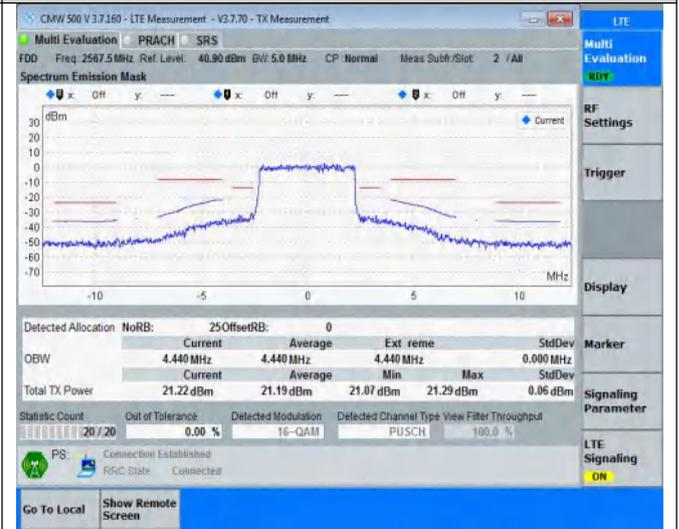 CMW 500 V 3.7.160 - LTE Measurement - V3.7.70 - TX Measurement
LTE
Multi Evaluation PRACH SRS
Multi Evaluation
RDY
FDD Freq: 2567.5 MHz Ref. Level: 40.90 dBm BW: 5.0 MHz CP :Normal Meas Subfr./Slot: 2 / All
Spectrum Emission Mask
x: Off y: --- x: Off y: --- x: Off y: ---
dBm
Current
30
20
10
0
-10
-20
-30
-40
-50
-60
-70
MHz
-10 -5 0 5 10
RF Settings
Trigger
Display
Marker
Signaling Parameter
LTE Signaling
ON
Detected Allocation NoRB: 25 OffsetRB: 0
Current Average Extreme StdDev
OBW 4.440 MHz 4.440 MHz 4.440 MHz 0.000 MHz
Current Average Min Max StdDev
Total TX Power 21.22 dBm 21.19 dBm 21.07 dBm 21.29 dBm 0.06 dBm
Statistic Count Out of Tolerance Detected Modulation Detected Channel Type View Filter Throughput
20 / 20 0.00 % 16-QAM PUSCH 100.0 %
PS: Connection Established
RRC State Connected
Go To Local
Show Remote Screen